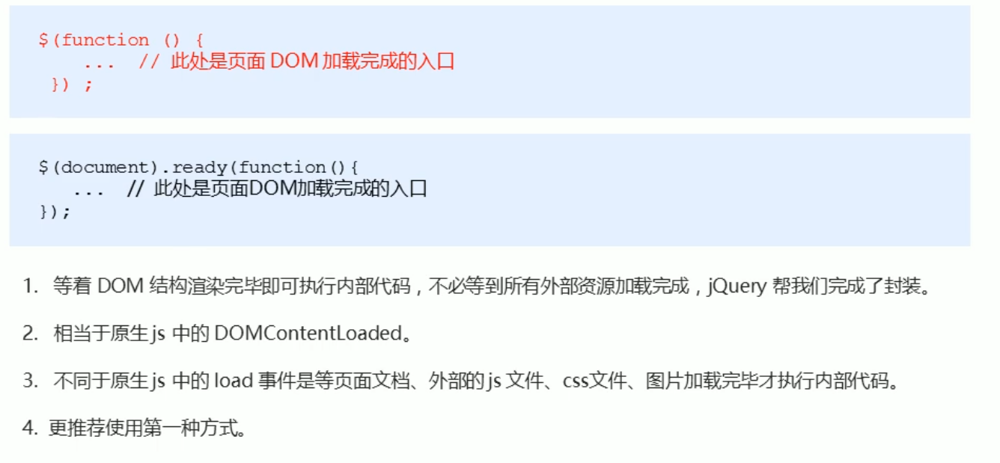 $(function () {
... // 此处是页面 DOM 加载完成的入口
}) ;
$(document).ready(function(){
... // 此处是页面DOM加载完成的入口
});
1. 等着 DOM 结构渲染完毕即可执行内部代码，不必等到所有外部资源加载完成，jQuery 帮我们完成了封装。
2. 相当于原生 js 中的 DOMContentLoaded。
3. 不同于原生 js 中的 load 事件是等页面文档、外部的 js 文件、css文件、图片加载完毕才执行内部代码。
4. 更推荐使用第一种方式。